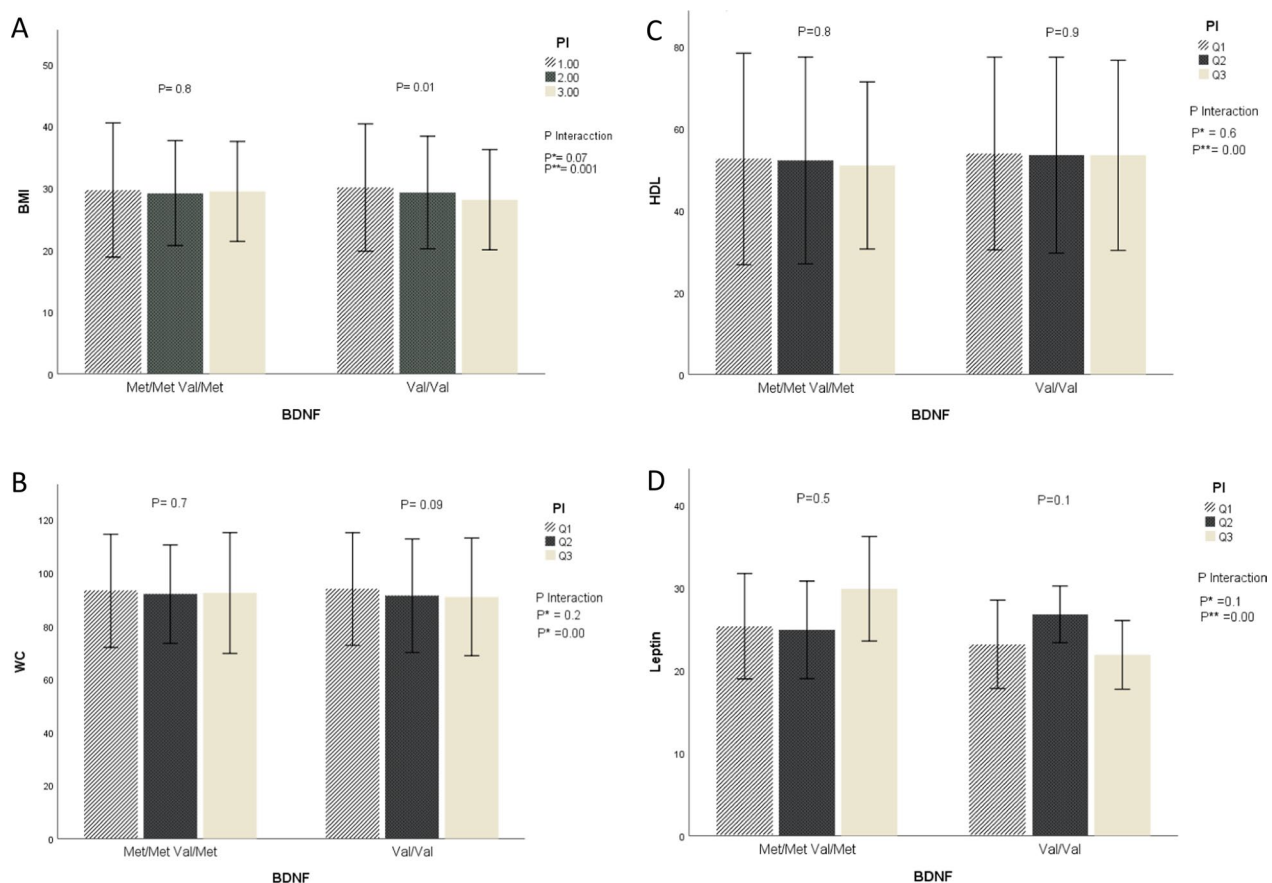 A
PI
1.00
2.00
3.00
P Interacction
P*= 0.07
P**= 0.001
P= 0.8
P= 0.01
BMI
50
40
30
20
10
0
Met/Met Val/Met
Val/Val
BDNF
B
PI
Q1
Q2
Q3
P Interaction
P* = 0.2
P* =0.00
P= 0.7
P= 0.09
WC
120
100
80
60
40
20
0
Met/Met Val/Met
Val/Val
BDNF
C
PI
Q1
Q2
Q3
P Interaction
P* = 0.6
P**= 0.00
P=0.8
P=0.9
HDL
80
60
40
20
0
Met/Met Val/Met
Val/Val
BDNF
D
PI
Q1
Q2
Q3
P Interaction
P* =0.1
P** =0.00
P=0.5
P=0.1
Leptin
40
30
20
10
0
Met/Met Val/Met
Val/Val
BDNF